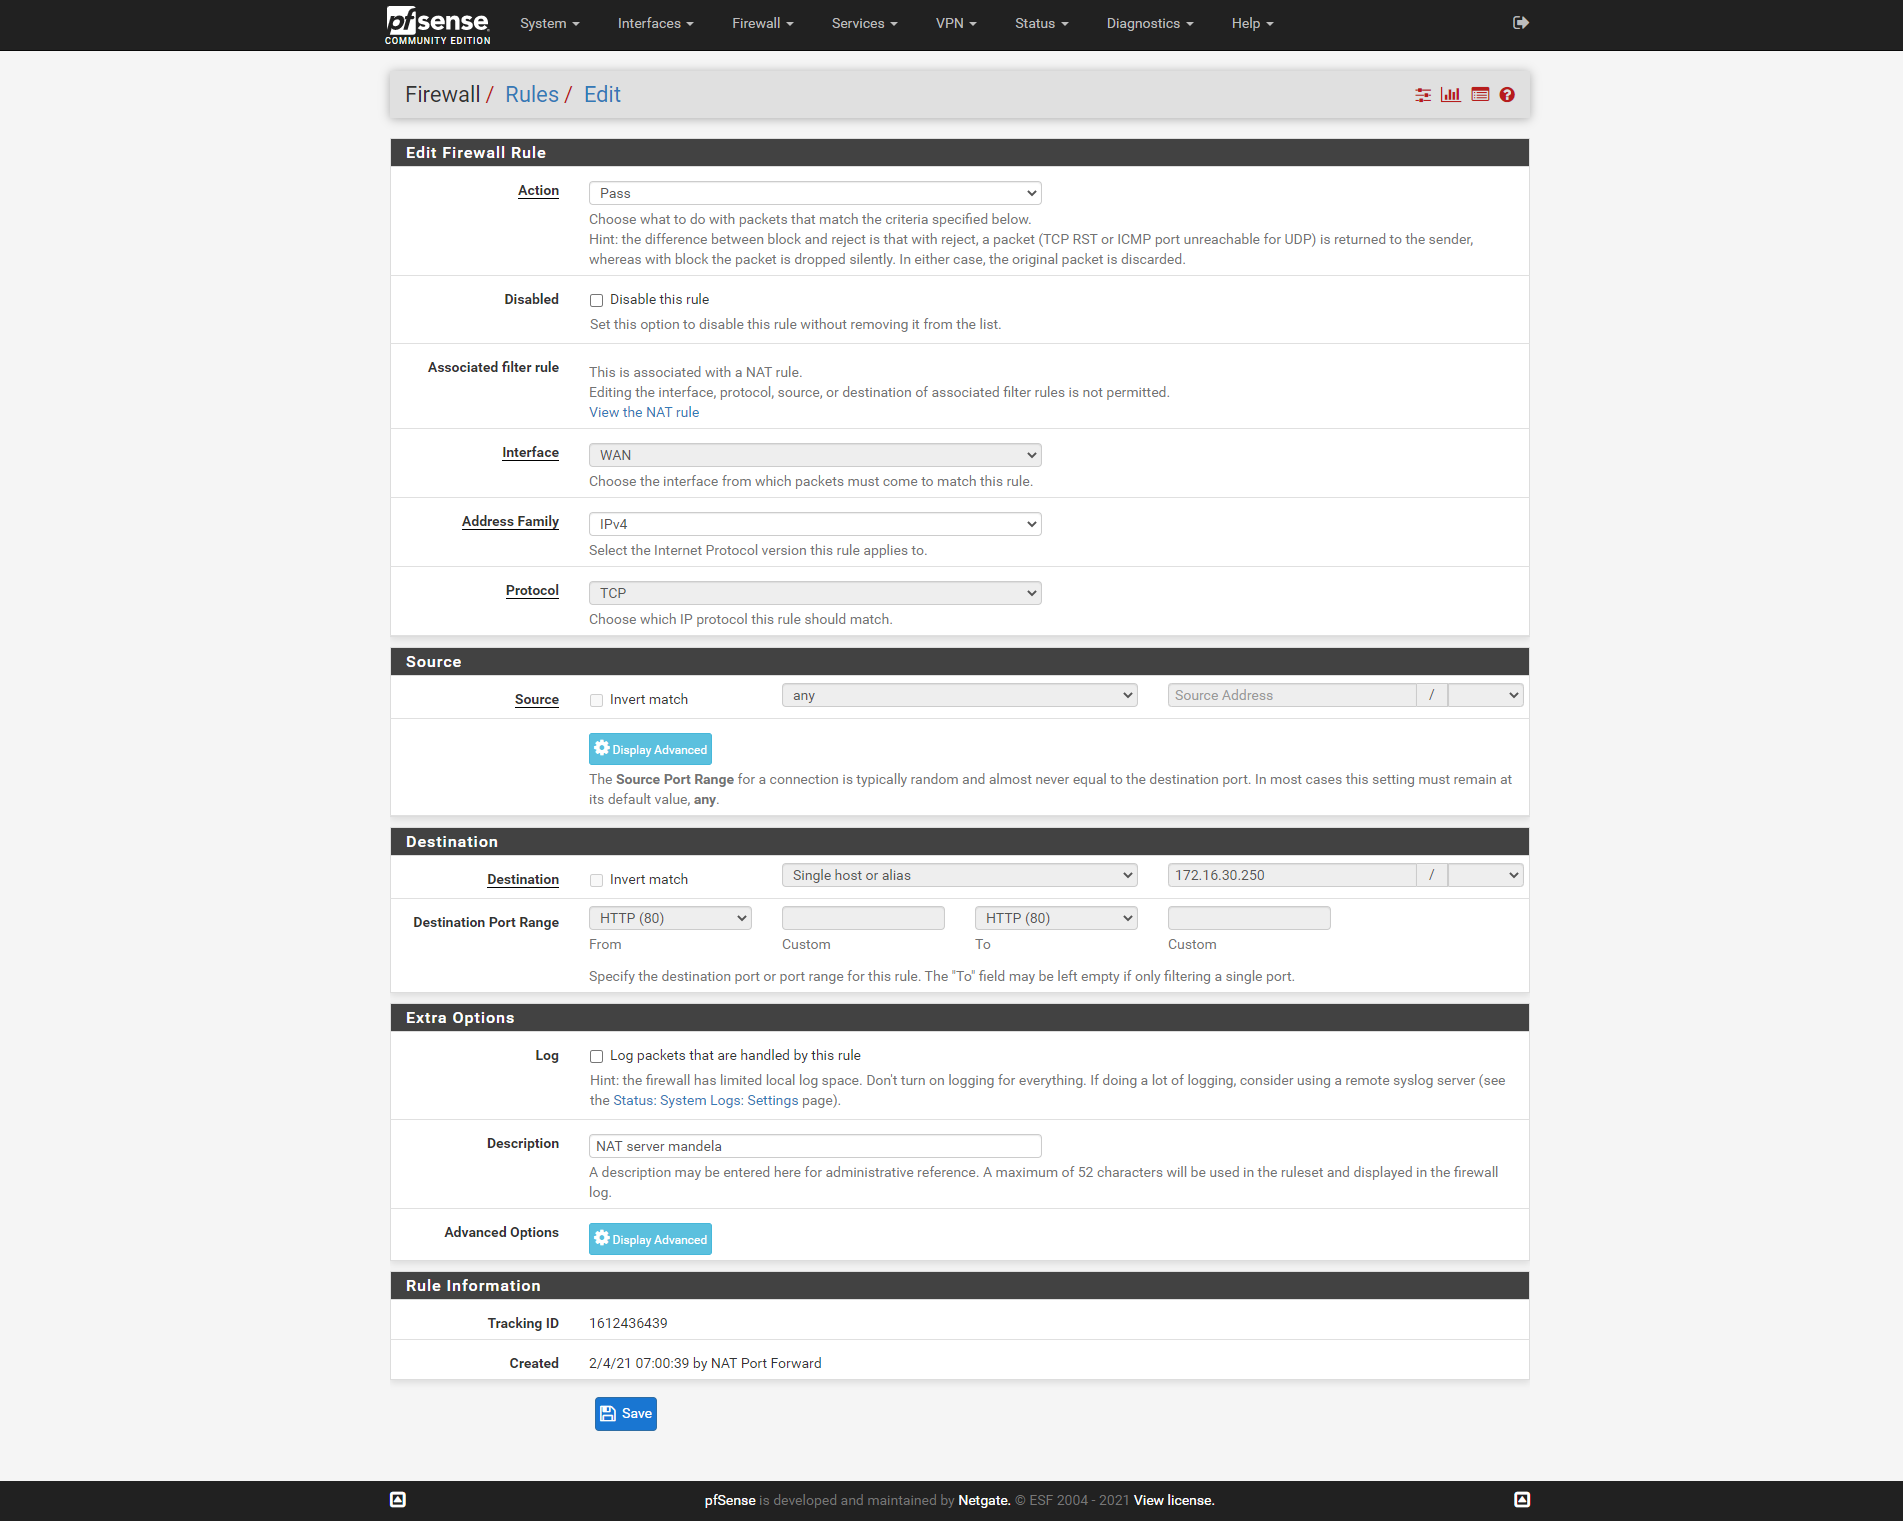 pfsense
COMMUNITY EDITION
System
Interfaces
Firewall
Services
VPN
Status
Diagnostics
Help
Firewall / Rules / Edit
Edit Firewall Rule
Action
Pass
Choose what to do with packets that match the criteria specified below.
Hint: the difference between block and reject is that with reject, a packet (TCP RST or ICMP port unreachable for UDP) is returned to the sender,
whereas with block the packet is dropped silently. In either case, the original packet is discarded.
Disabled
Disable this rule
Set this option to disable this rule without removing it from the list.
Associated filter rule
This is associated with a NAT rule.
Editing the interface, protocol, source, or destination of associated filter rules is not permitted.
View the NAT rule
Interface
WAN
Choose the interface from which packets must come to match this rule.
Address Family
IPv4
Select the Internet Protocol version this rule applies to.
Protocol
TCP
Choose which IP protocol this rule should match.
Source
Source
Invert match
any
Source Address
/
Display Advanced
The Source Port Range for a connection is typically random and almost never equal to the destination port. In most cases this setting must remain at
its default value, any.
Destination
Destination
Invert match
Single host or alias
172.16.30.250
/
Destination Port Range
HTTP (80)
HTTP (80)
From
Custom
To
Custom
Specify the destination port or port range for this rule. The "To" field may be left empty if only filtering a single port.
Extra Options
Log
Log packets that are handled by this rule
Hint: the firewall has limited local log space. Don't turn on logging for everything. If doing a lot of logging, consider using a remote syslog server (see
the Status: System Logs: Settings page).
Description
NAT server mandela
A description may be entered here for administrative reference. A maximum of 52 characters will be used in the ruleset and displayed in the firewall
log.
Advanced Options
Display Advanced
Rule Information
Tracking ID
1612436439
Created
2/4/21 07:00:39 by NAT Port Forward
Save
pfSense is developed and maintained by Netgate. © ESF 2004 - 2021 View license.